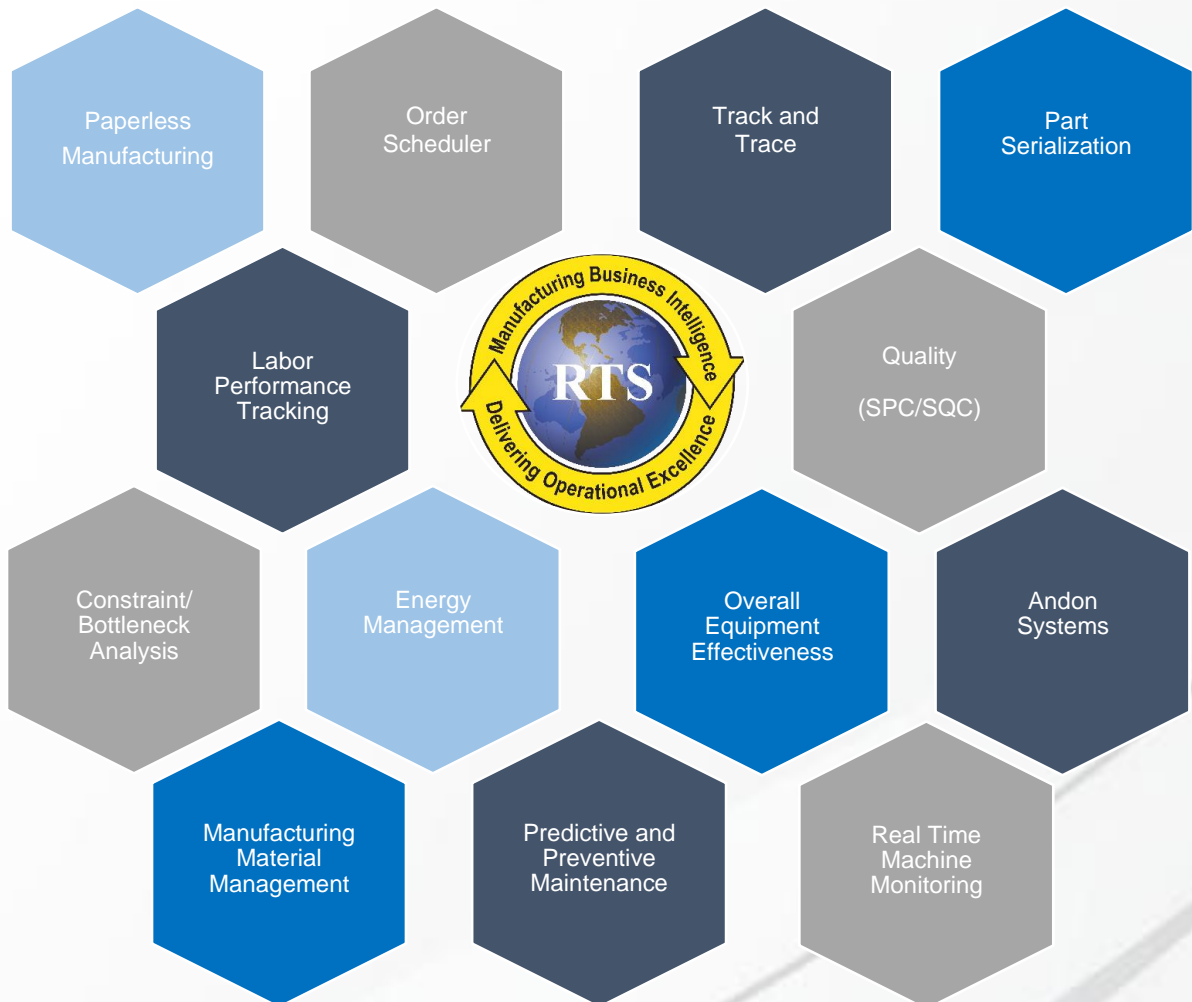 Paperless
Manufacturing
Order
Scheduler
Track and
Trace
Part
Serialization
Labor
Performance
Tracking
Manufacturing Business Intelligence
RTS
Delivering Operational Excellence
Quality
(SPC/SQC)
Constraint/
Bottleneck
Analysis
Energy
Management
Overall
Equipment
Effectiveness
Andon
Systems
Manufacturing
Material
Management
Predictive and
Preventive
Maintenance
Real Time
Machine
Monitoring